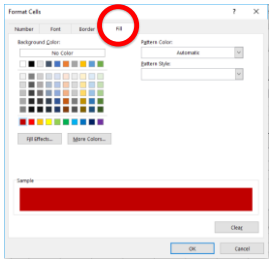 Format Cells ? ×
Number Font Border Fill
Background Color: Pattern Color:
No Color Automatic
Pattern Style:
Fill Effects... More Colors...
Sample
Clear
OK Cancel